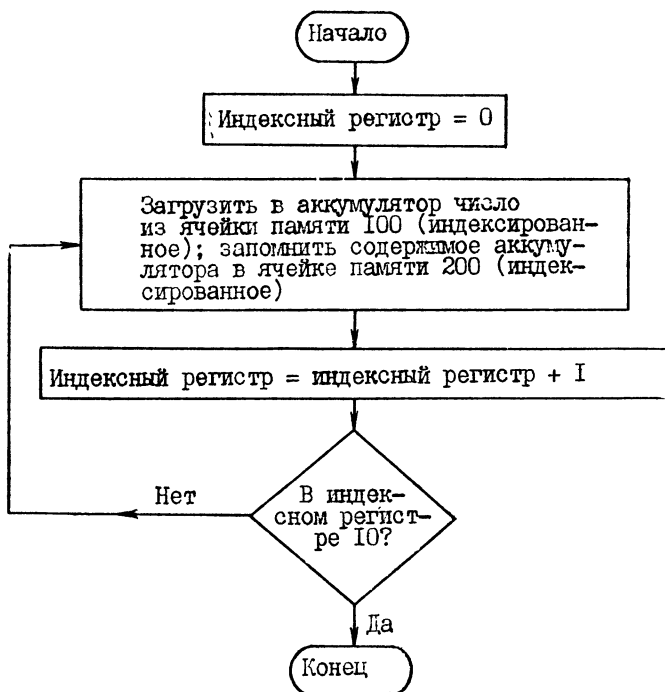 Начало
Индексный регистр = 0
Загрузить в аккумулятор число
из ячейки памяти I00 (индексирован-
ное); запомнить содержимое аккуму-
лятора в ячейке памяти 200 (индек-
сированное)
Индексный регистр = индексный регистр + I
Нет
В индек-
сном регист-
ре I0?
Да
Конец